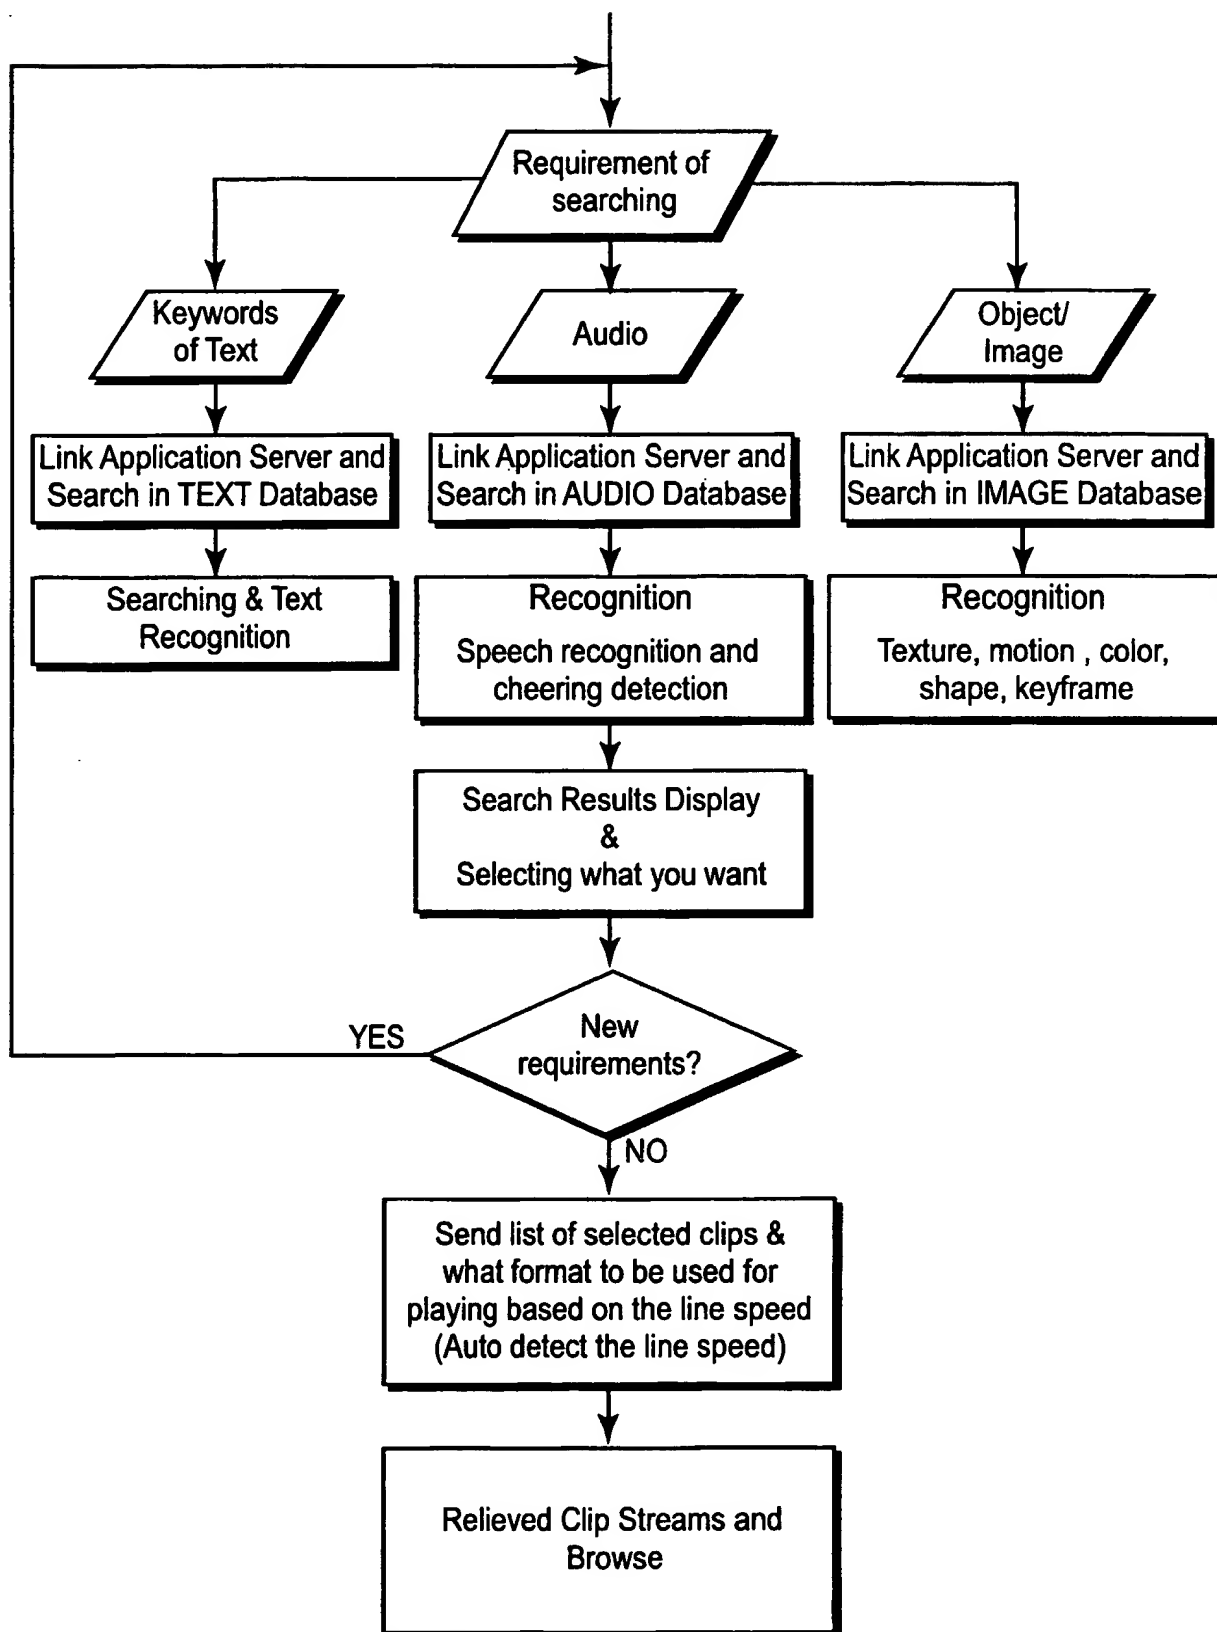 Requirement of
searching
Keywords
of Text
Audio
Object/
Image
Link Application Server and
Search in TEXT Database
Link Application Server and
Search in AUDIO Database
Link Application Server and
Search in IMAGE Database
Searching & Text
Recognition
Recognition
Speech recognition and
cheering detection
Recognition
Texture, motion , color,
shape, keyframe
Search Results Display
&
Selecting what you want
New
requirements?
YES
NO
Send list of selected clips &
what format to be used for
playing based on the line speed
(Auto detect the line speed)
Relieved Clip Streams and
Browse